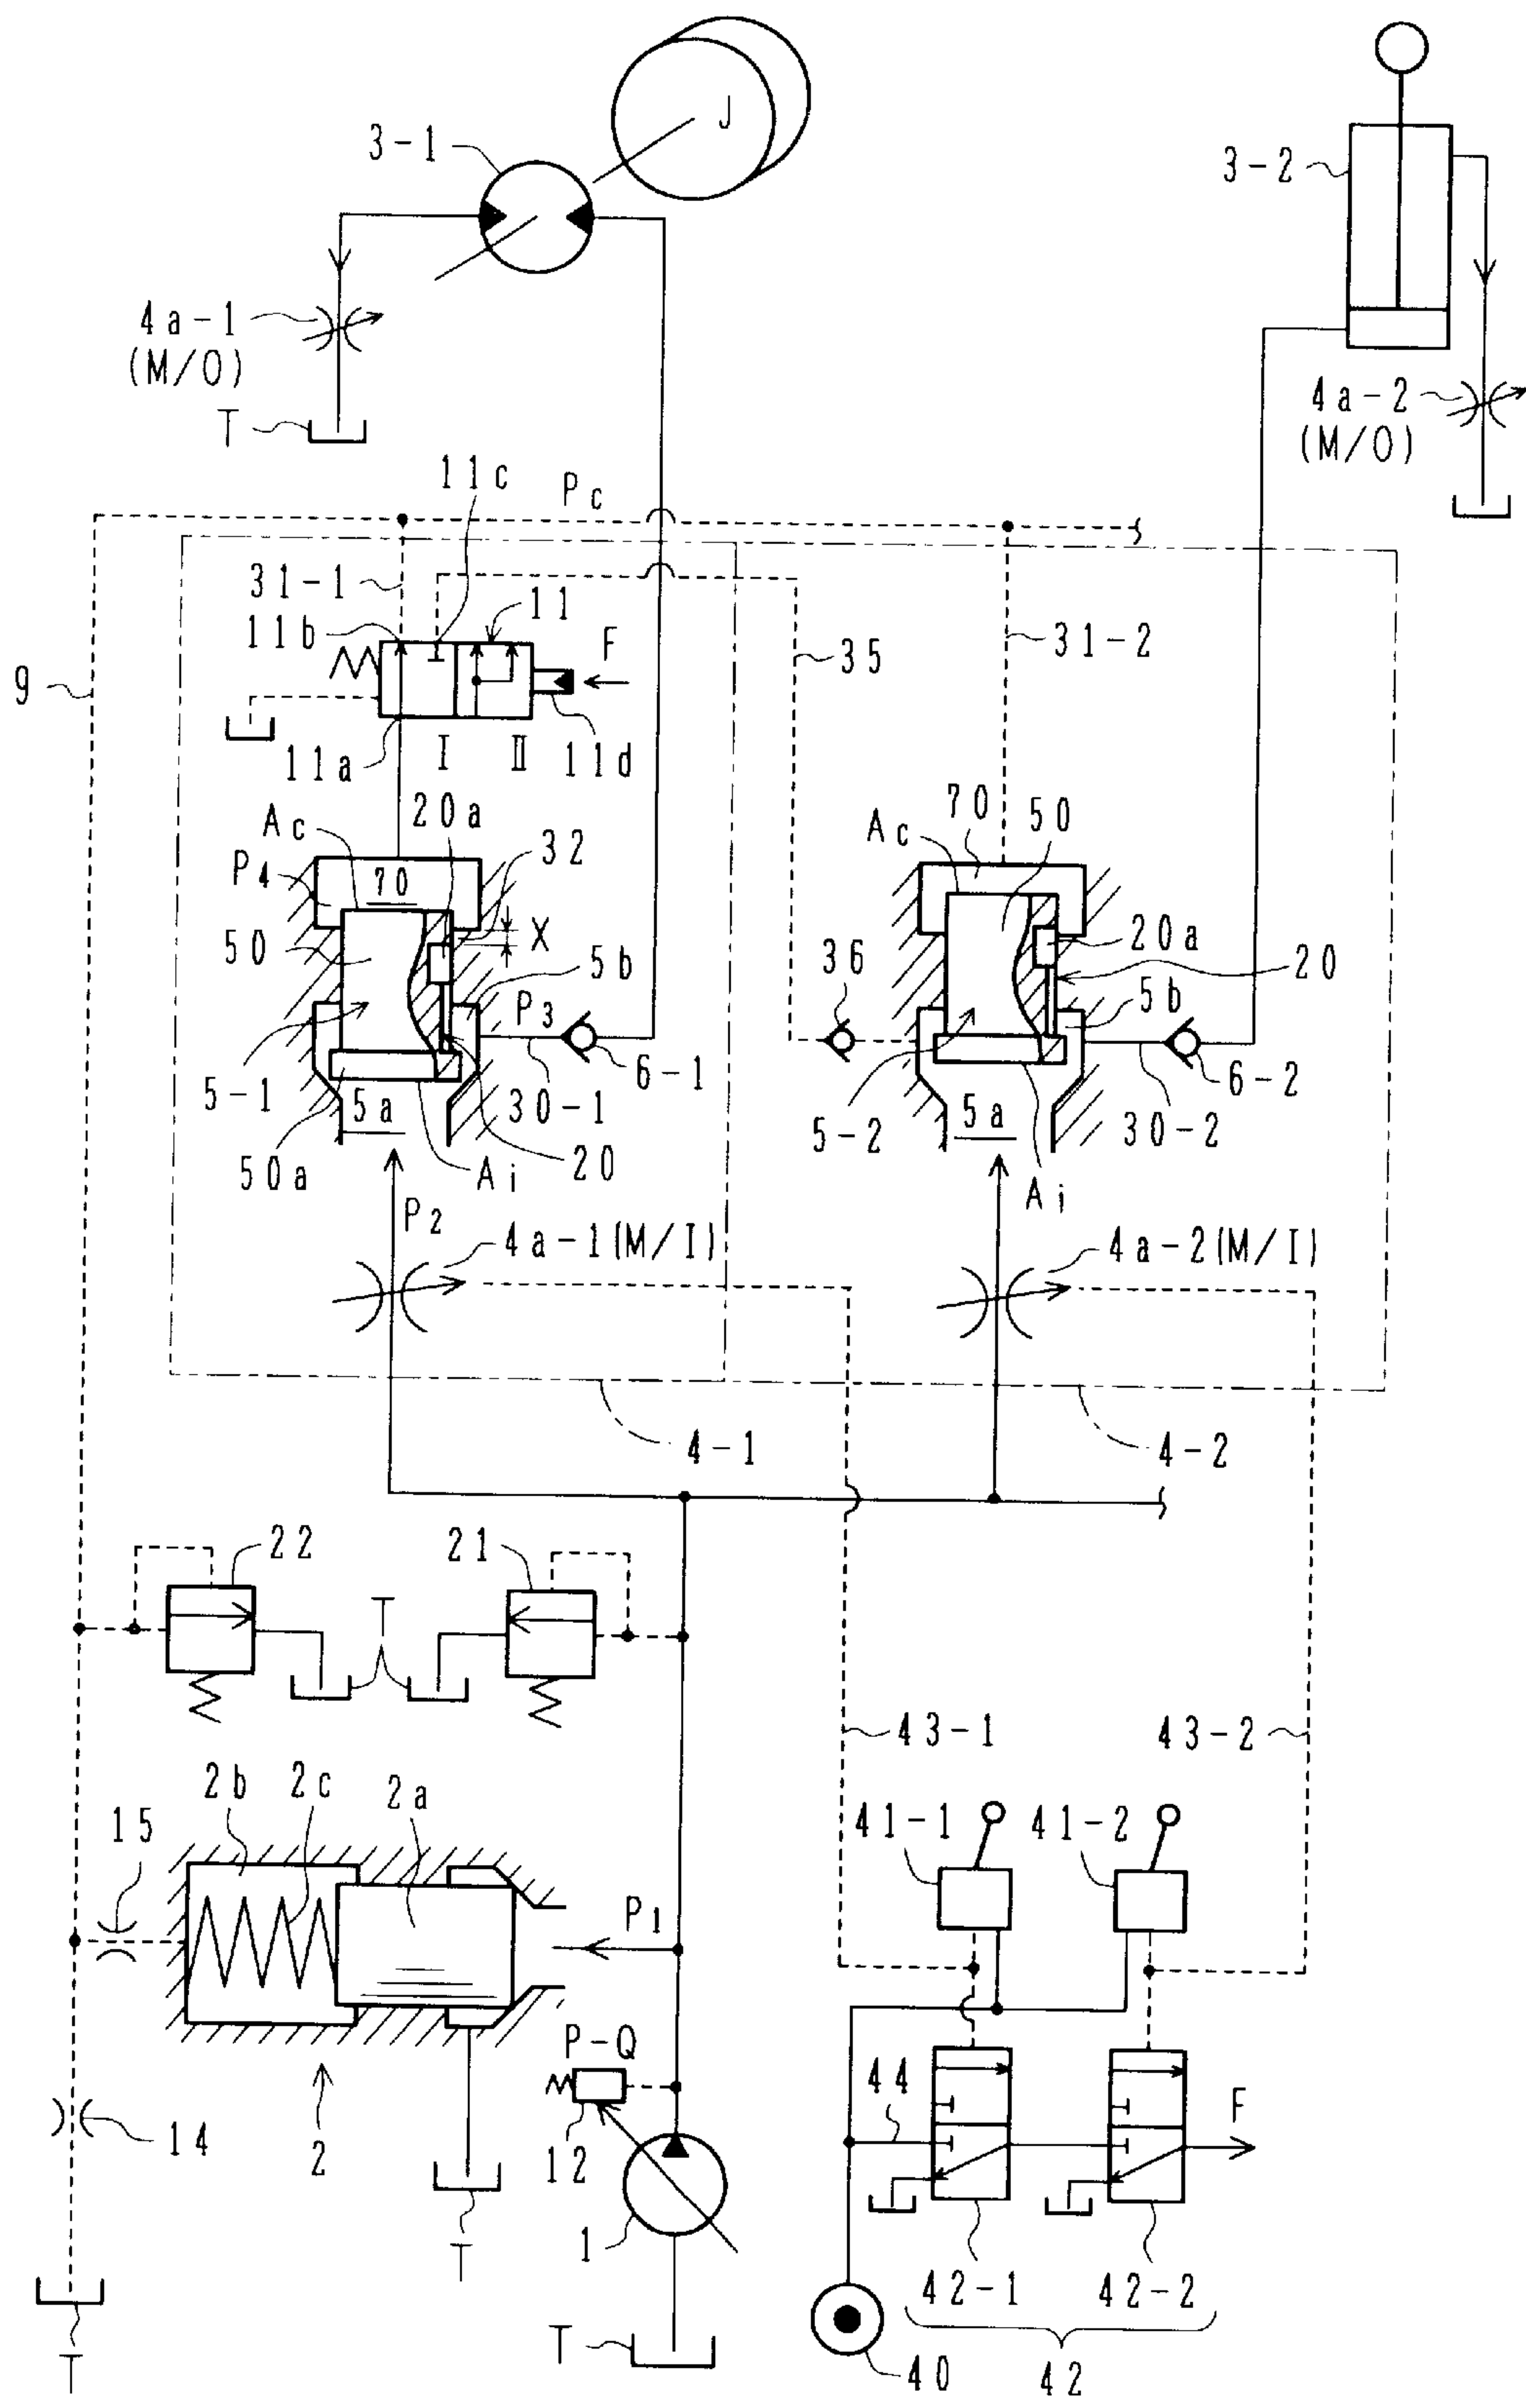 J
3-1
3-2
4a-1
(M/O)
T
4a-2
(M/O)
11c
Pc
31-1
11b
11
F
35
31-2
9
11a
I
II
11d
Ac
20a
32
P4
70
X
50
5b
P3
5-1
5a
50a
Ai
30-1
6-1
20
P2
70
50
Ac
20a
20
36
5b
5-2
5a
Ai
30-2
6-2
4a-1(M/I)
4a-2(M/I)
4-1
4-2
22
21
T
43-1
43-2
2b
2c
2a
15
41-1
41-2
P1
P-Q
44
F
14
2
12
1
T
42-1
42-2
T
T
40
42